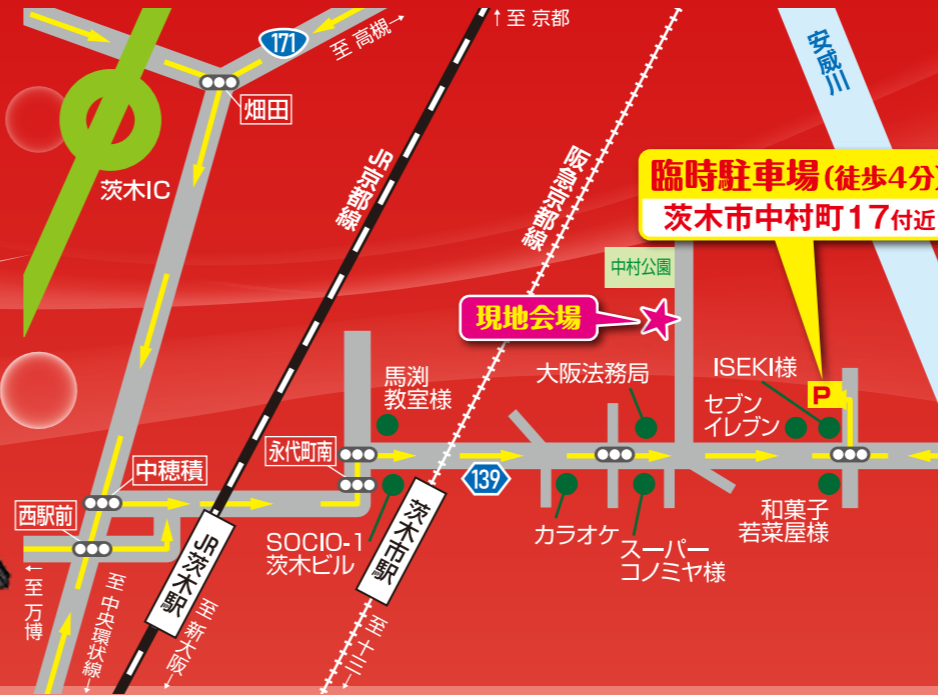 171
至 高槻→
↑至 京都
安威川
畑田
茨木IC
JR京都線
阪急京都線
臨時駐車場(徒歩4分)
茨木市中村町17付近
中村公園
現地会場
馬渕
教室様
大阪法務局
ISEKI様
セブン
イレブン
P
永代町南
中穂積
139
西駅前
SOCIO-1
茨木ビル
茨木市駅
カラオケ
スーパー
コノミヤ様
和菓子
若菜屋様
JR茨木駅
←至 万博
至 中央環状線→
至 新大阪→
至 十三→